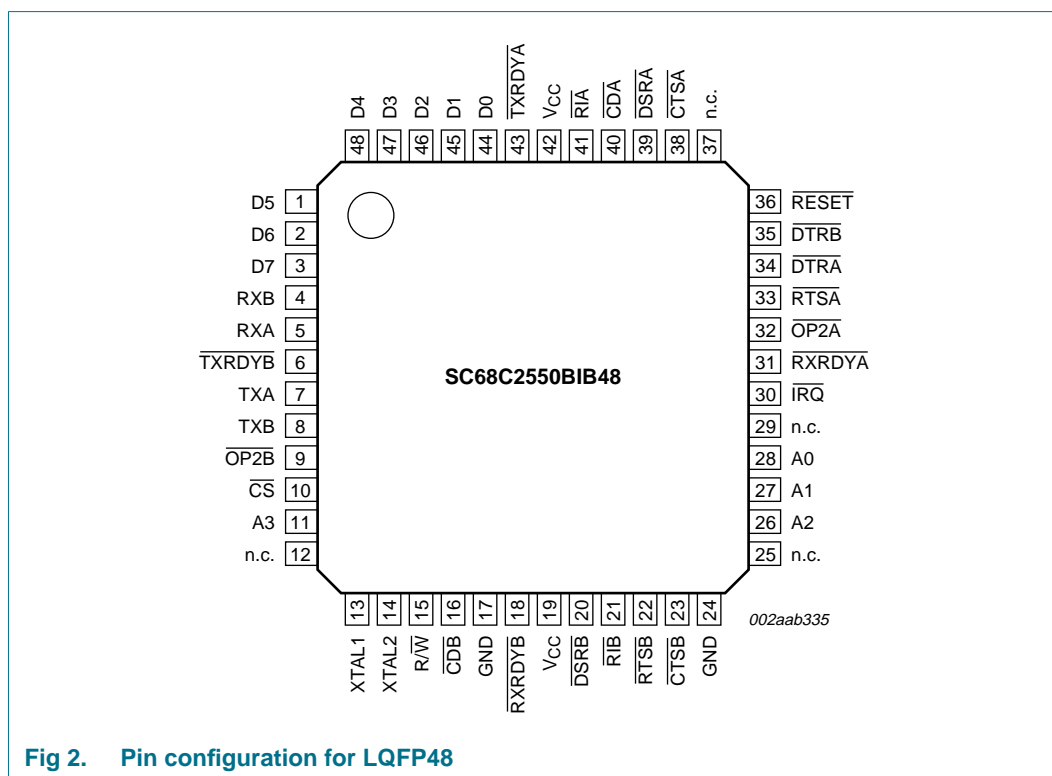 D4 D3 D2 D1 D0 TXRDYA VCC RIA CDA DSRA CTSA n.c.
48 47 46 45 44 43 42 41 40 39 38 37
D5 1
D6 2
D7 3
RXB 4
RXA 5
TXRDYB 6
TXA 7
TXB 8
OP2B 9
CS 10
A3 11
n.c. 12
SC68C2550BIB48
36 RESET
35 DTRB
34 DTRA
33 RTSA
32 OP2A
31 RXRDYA
30 IRQ
29 n.c.
28 A0
27 A1
26 A2
25 n.c.
13 14 15 16 17 18 19 20 21 22 23 24
XTAL1 XTAL2 R/W CDB GND RXRDYB VCC DSRB RIB RTSB CTSB GND
002aab335
Fig 2. Pin configuration for LQFP48